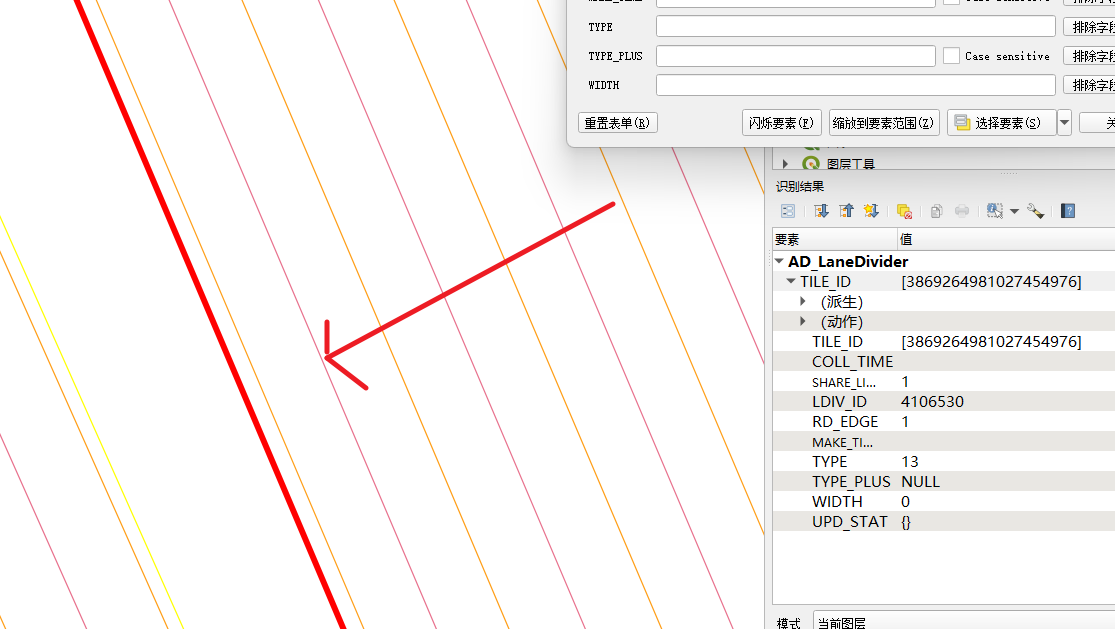 TYPE
排除字段
TYPE_PLUS
Case sensitive
排除字段
WIDTH
排除字段
重置表单(R)
闪烁要素(F)
缩放到要素范围(Z)
选择要素(S)
图层工具
识别结果
要素 值
AD_LaneDivider
TILE_ID [3869264981027454976]
(派生)
(动作)
TILE_ID [3869264981027454976]
COLL_TIME
SHARE_LI... 1
LDIV_ID 4106530
RD_EDGE 1
MAKE_TI...
TYPE 13
TYPE_PLUS NULL
WIDTH 0
UPD_STAT {}
模式 当前图层